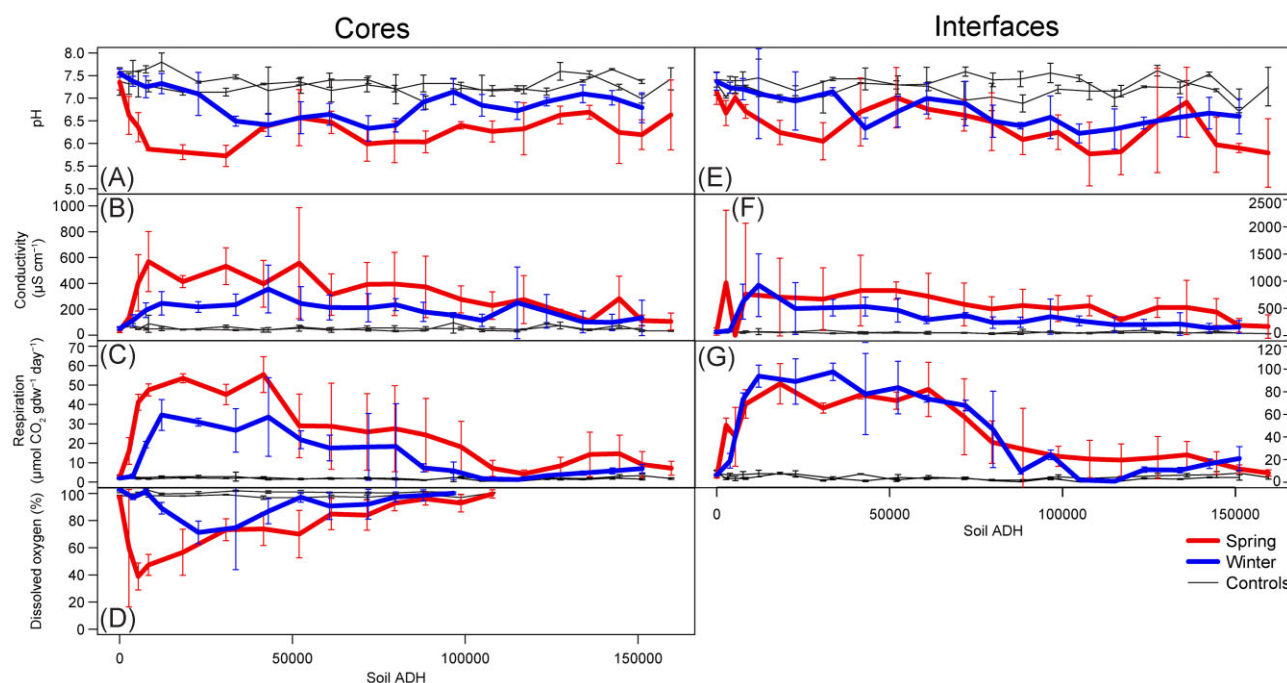 Cores
Interfaces
8.0
7.5
7.0
6.5
6.0
5.5
5.0
pH
(A)
(E)
1000
800
600
400
200
0
Conductivity
(µS cm⁻¹)
(B)
(F)
2500
2000
1500
1000
500
0
70
60
50
40
30
20
10
0
Respiration
(µmol CO₂ gdw⁻¹ day⁻¹)
(C)
(G)
120
100
80
60
40
20
0
100
80
60
40
20
0
Dissolved oxygen (%)
(D)
0
50000
100000
150000
Soil ADH
0
50000
100000
150000
Soil ADH
Spring
Winter
Controls